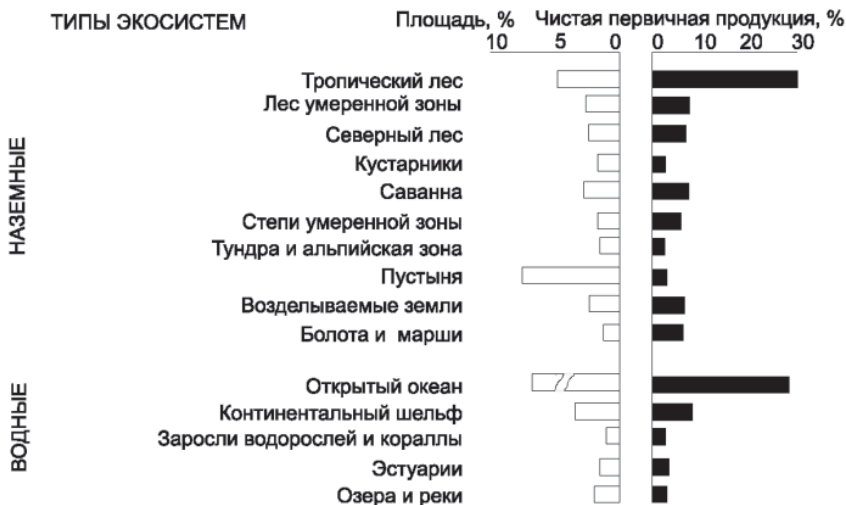 ТИПЫ ЭКОСИСТЕМ Площадь, % Чистая первичная продукция, %
10 5 0 0 10 20 30
НАЗЕМНЫЕ
Тропический лес
Лес умеренной зоны
Северный лес
Кустарники
Саванна
Степи умеренной зоны
Тундра и альпийская зона
Пустыня
Возделываемые земли
Болота и марши
ВОДНЫЕ
Открытый океан
Континентальный шельф
Заросли водорослей и кораллы
Эстуарии
Озера и реки